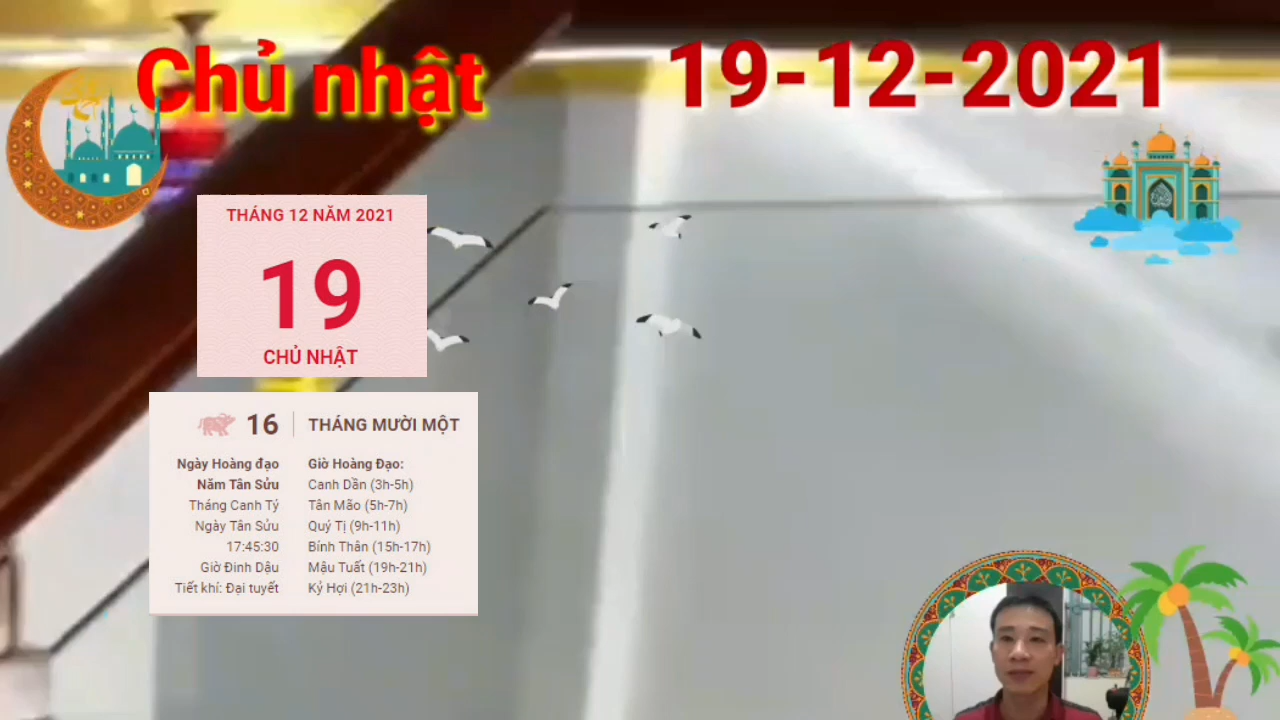 Chủ nhật 19-12-2021
THÁNG 12 NĂM 2021
19
CHỦ NHẬT
16 THÁNG MƯỜI MỘT
Ngày Hoàng đạo
Năm Tân Sửu
Tháng Canh Tý
Ngày Tân Sửu
17:45:30
Giờ Đinh Dậu
Tiết khí: Đại tuyết
Giờ Hoàng Đạo:
Canh Dần (3h-5h)
Tân Mão (5h-7h)
Quý Tị (9h-11h)
Bính Thân (15h-17h)
Mậu Tuất (19h-21h)
Kỷ Hợi (21h-23h)